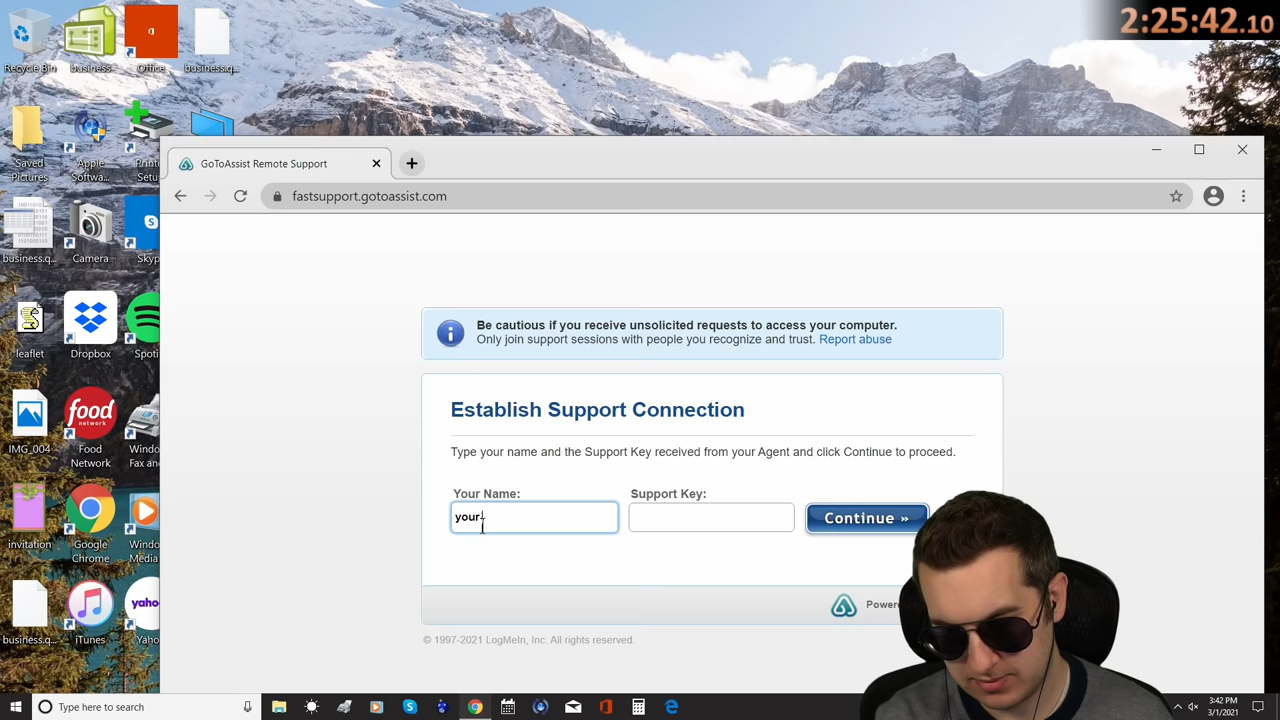 2:25:42.10
Recycle Bin
business
Office
business.q...
Saved
Pictures
Apple
Softwa...
Print
Setu
business.q...
Camera
Skyp
leaflet
Dropbox
Spoti
IMG_004
food
network
Food
Network
Windo
Fax and
invitation
Google
Chrome
Windo
Media
business.q...
iTunes
yahoo
Yaho
GoToAssist Remote Support
fastsupport.gotoassist.com
Be cautious if you receive unsolicited requests to access your computer.
Only join support sessions with people you recognize and trust. Report abuse
Establish Support Connection
Type your name and the Support Key received from your Agent and click Continue to proceed.
Your Name:
Support Key:
your
Continue »
Powere
© 1997-2021 LogMeIn, Inc. All rights reserved.
Type here to search
3:42 PM
3/1/2021